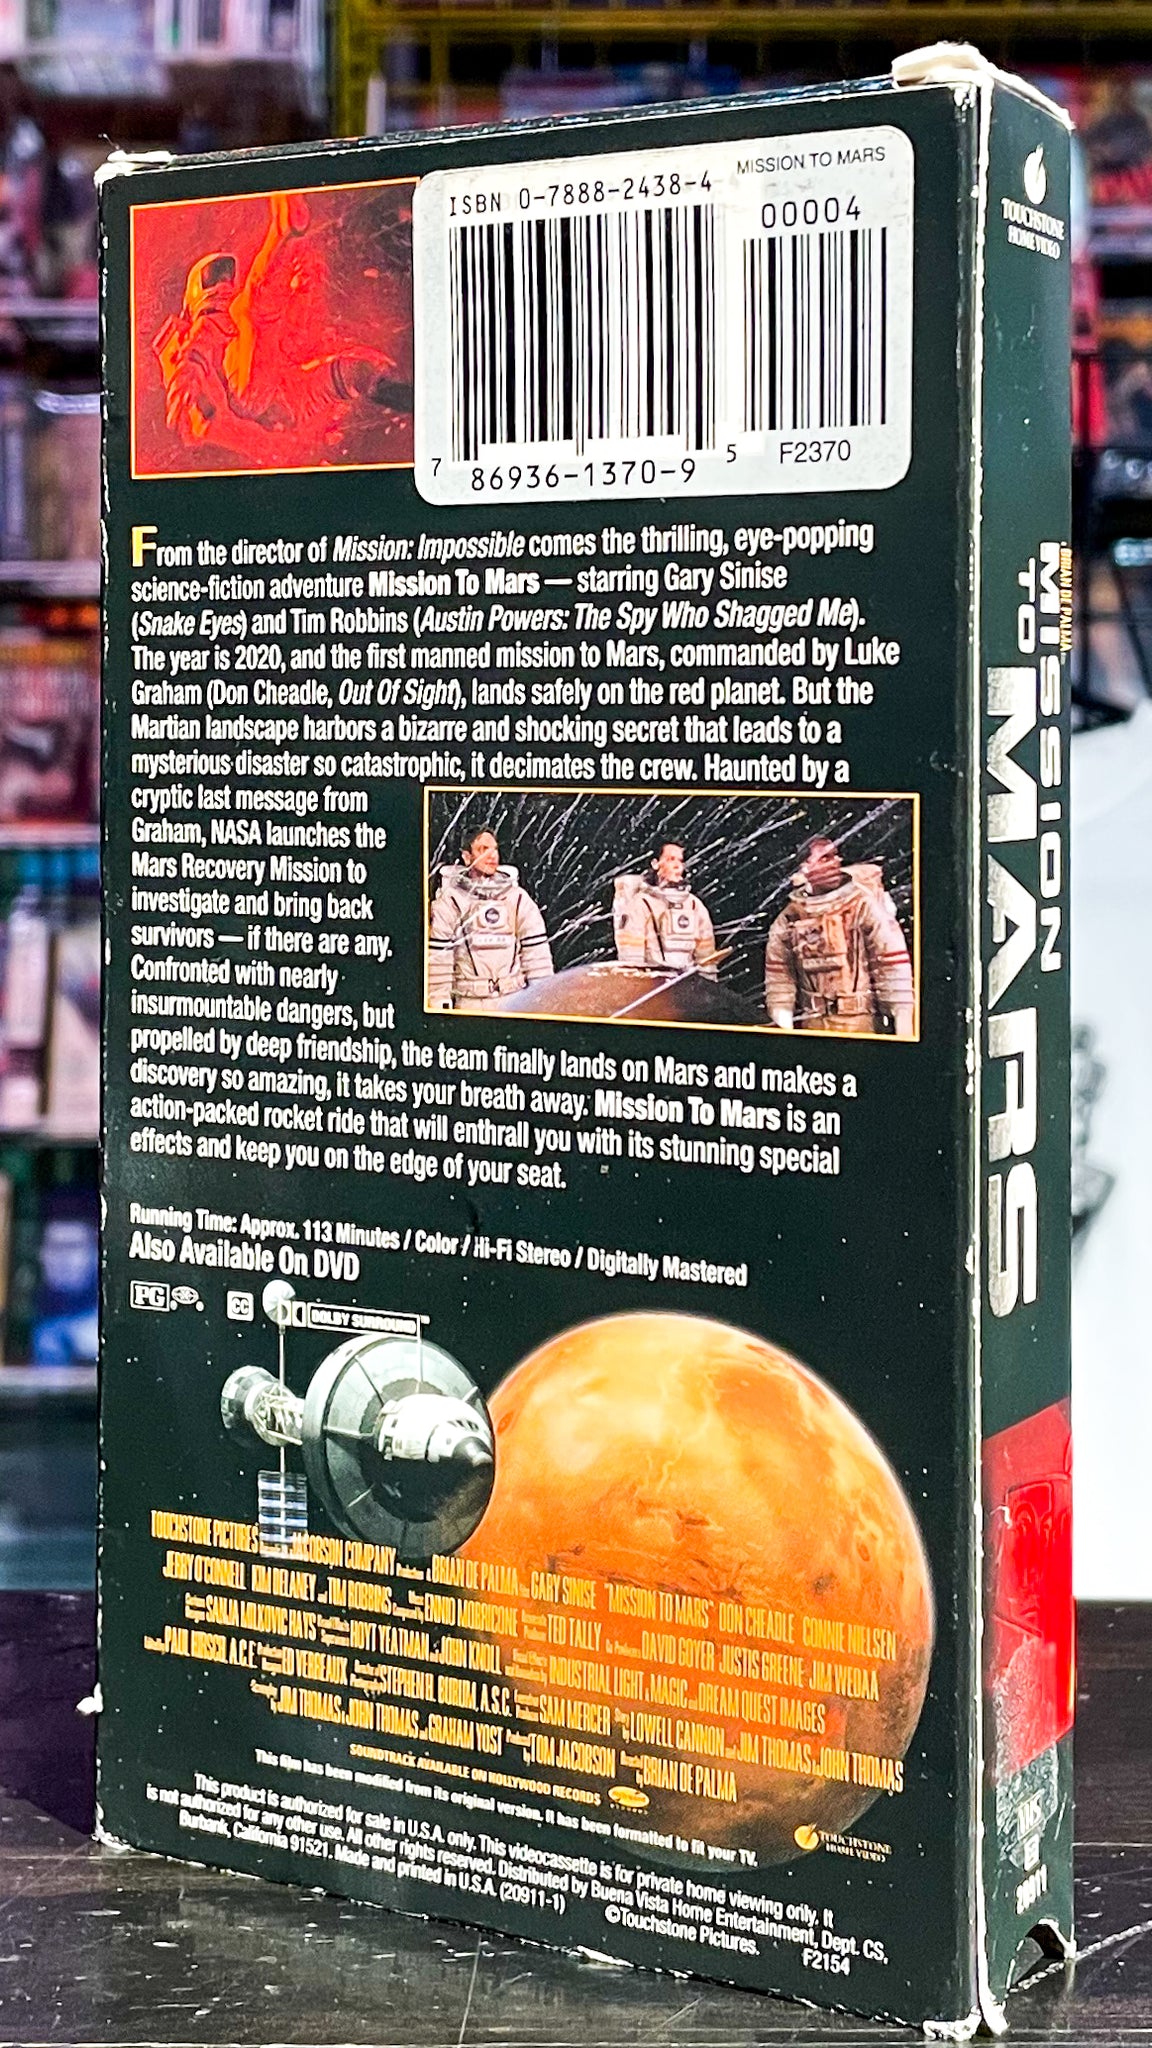 ISBN 0-7888-2438-4
MISSION TO MARS
00004
7
86936-1370-9
5
F2370
From the director of Mission: Impossible comes the thrilling, eye-popping
science-fiction adventure Mission To Mars — starring Gary Sinise
(Snake Eyes) and Tim Robbins (Austin Powers: The Spy Who Shagged Me).
The year is 2020, and the first manned mission to Mars, commanded by Luke
Graham (Don Cheadle, Out Of Sight), lands safely on the red planet. But the
Martian landscape harbors a bizarre and shocking secret that leads to a
mysterious disaster so catastrophic, it decimates the crew. Haunted by a
cryptic last message from
Graham, NASA launches the
Mars Recovery Mission to
investigate and bring back
survivors — if there are any.
Confronted with nearly
insurmountable dangers, but
propelled by deep friendship, the team finally lands on Mars and makes a
discovery so amazing, it takes your breath away. Mission To Mars is an
action-packed rocket ride that will enthrall you with its stunning special
effects and keep you on the edge of your seat.
Running Time: Approx. 113 Minutes / Color / Hi-Fi Stereo / Digitally Mastered
Also Available On DVD
PG CC DOLBY SURROUND
TOUCHSTONE PICTURES JACOBSON COMPANY BRIAN DE PALMA GARY SINISE "MISSION TO MARS" DON CHEADLE CONNIE NIELSEN
JERRY O'CONNELL KIM DELANEY TIM ROBBINS ENNIO MORRICONE TED TALLY DAVID GOYER JUSTIS GREENE JIM WEDAA
SANJA MILKOVIC HAYS HOYT YEATMAN JOHN KNOLL INDUSTRIAL LIGHT & MAGIC DREAM QUEST IMAGES
PAUL HIRSCH, A.C.E. ED VERREAUX STEPHEN H. BURUM, A.S.C. SAM MERCER LOWELL CANNON JIM THOMAS JOHN THOMAS
JIM THOMAS JOHN THOMAS GRAHAM YOST TOM JACOBSON BRIAN DE PALMA
SOUNDTRACK AVAILABLE ON HOLLYWOOD RECORDS
This film has been modified from its original version. It has been formatted to fit your TV.
TOUCHSTONE
HOME VIDEO
This product is authorized for sale in U.S.A. only. This videocassette is for private home viewing only. It
is not authorized for any other use. All other rights reserved. Distributed by Buena Vista Home Entertainment, Dept. CS,
Burbank, California 91521. Made and printed in U.S.A. (20911-1)
©Touchstone Pictures.
F2154
TOUCHSTONE
HOME VIDEO
BRIAN DE PALMA
MISSION
TO
MARS
VHS
20911